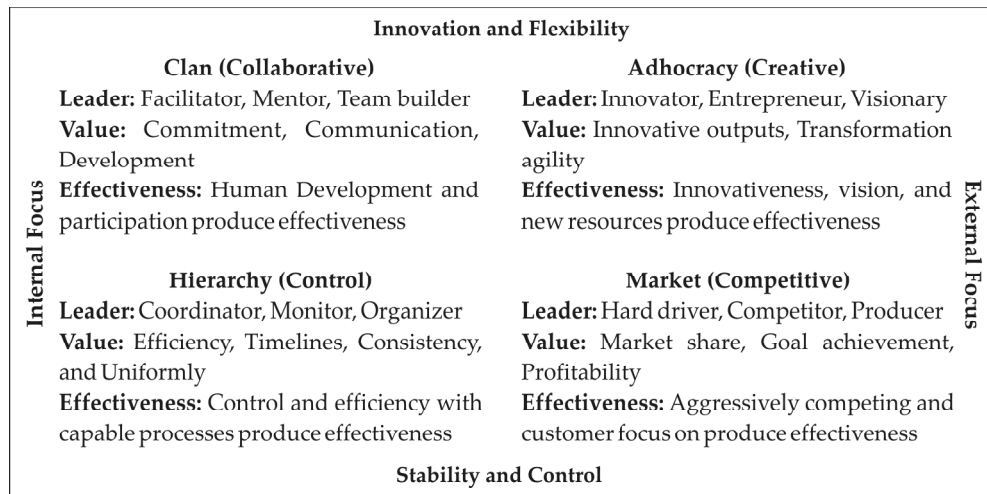 Innovation and Flexibility
Clan (Collaborative)
Leader: Facilitator, Mentor, Team builder
Value: Commitment, Communication,
Development
Effectiveness: Human Development and
participation produce effectiveness
Adhocracy (Creative)
Leader: Innovator, Entrepreneur, Visionary
Value: Innovative outputs, Transformation
agility
Effectiveness: Innovativeness, vision, and
new resources produce effectiveness
Internal Focus
External Focus
Hierarchy (Control)
Leader: Coordinator, Monitor, Organizer
Value: Efficiency, Timelines, Consistency,
and Uniformly
Effectiveness: Control and efficiency with
capable processes produce effectiveness
Market (Competitive)
Leader: Hard driver, Competitor, Producer
Value: Market share, Goal achievement,
Profitability
Effectiveness: Aggressively competing and
customer focus on produce effectiveness
Stability and Control